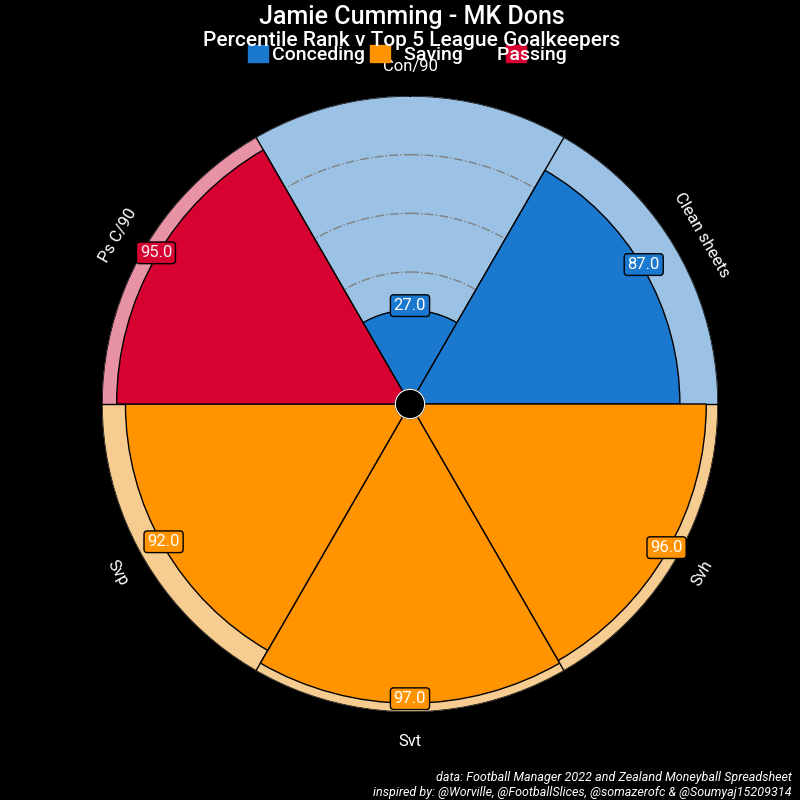 Jamie Cumming - MK Dons
Percentile Rank v Top 5 League Goalkeepers
Conceding Saving Passing
Con/90
Clean sheets
Ps C/90
95.0
87.0
27.0
92.0
96.0
Svp
Svh
97.0
Svt
data: Football Manager 2022 and Zealand Moneyball Spreadsheet
inspired by: @Worville, @FootballSlices, @somazerofc & @Soumyaj15209314